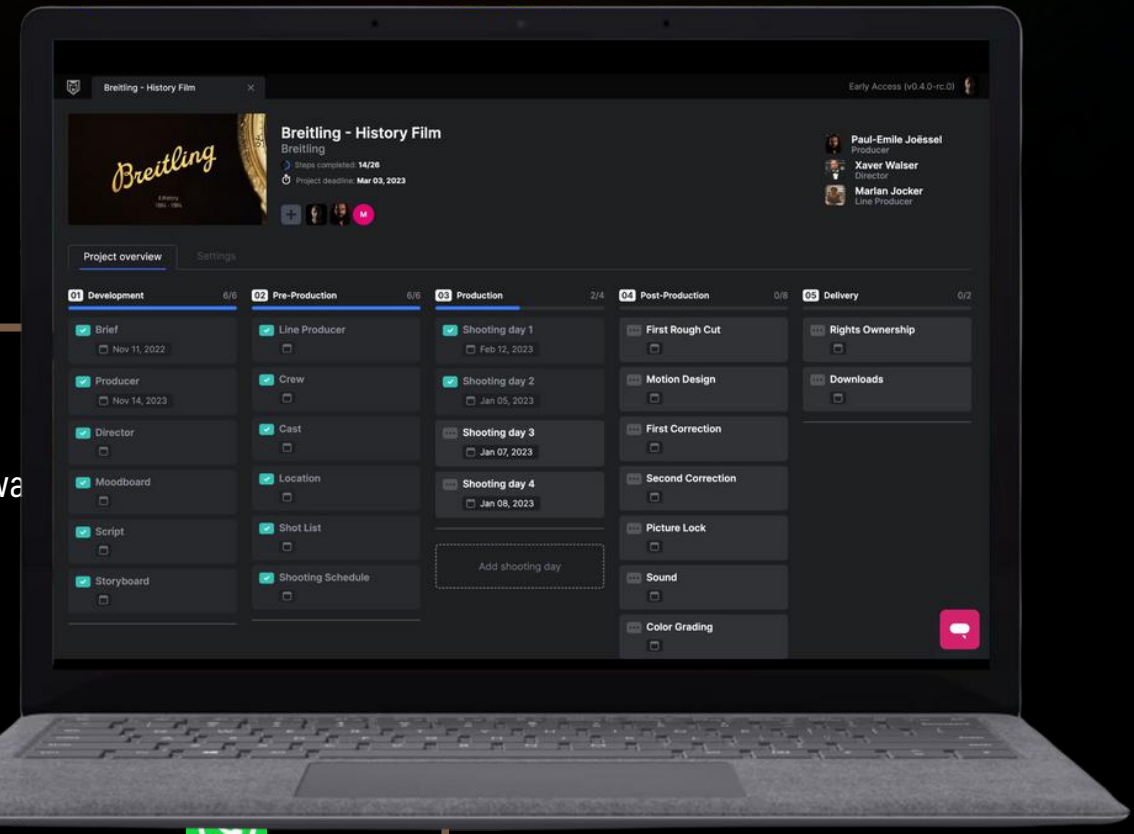 Breitling - History Film
Early Access (v0.4.0-rc.0)
Breitling
A History
Breitling - History Film
Breitling
Steps completed: 14/26
Project deadline: Mar 03, 2023
M
Paul-Emile Joëssel
Producer
Xaver Walser
Director
Marlan Jocker
Line Producer
Project overview
Settings
01 Development 6/6
Brief
Nov 11, 2022
Producer
Nov 14, 2023
Director
Moodboard
Script
Storyboard
02 Pre-Production 6/6
Line Producer
Crew
Cast
Location
Shot List
Shooting Schedule
03 Production 2/4
Shooting day 1
Feb 12, 2023
Shooting day 2
Jan 05, 2023
Shooting day 3
Jan 07, 2023
Shooting day 4
Jan 08, 2023
Add shooting day
04 Post-Production 0/8
First Rough Cut
Motion Design
First Correction
Second Correction
Picture Lock
Sound
Color Grading
05 Delivery 0/2
Rights Ownership
Downloads